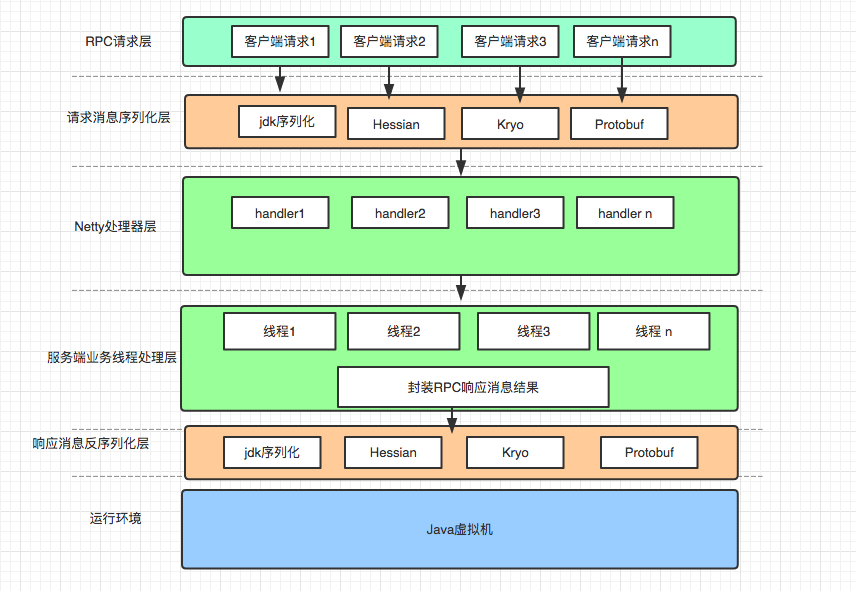 RPC请求层
客户端请求1
客户端请求2
客户端请求3
客户端请求n
请求消息序列化层
jdk序列化
Hessian
Kryo
Protobuf
Netty处理器层
handler1
handler2
handler3
handler n
服务端业务线程处理层
线程1
线程2
线程3
线程 n
封装RPC响应消息结果
响应消息反序列化层
jdk序列化
Hessian
Kryo
Protobuf
运行环境
Java虚拟机